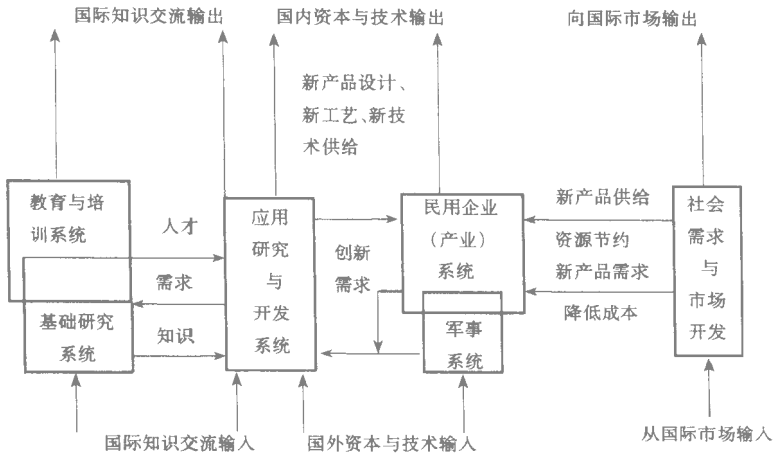 国际知识交流输出
国内资本与技术输出
向国际市场输出
新产品设计、
新工艺、新技
术供给
教育与培
训系统
人才
需求
基础研究
系统
知识
应用
研究
与
开发
系统
创新
需求
民用企业
（产业）
系统
军事
系统
新产品供给
资源节约
新产品需求
降低成本
社会
需求
与
市场
开发
国际知识交流输入
国外资本与技术输入
从国际市场输入